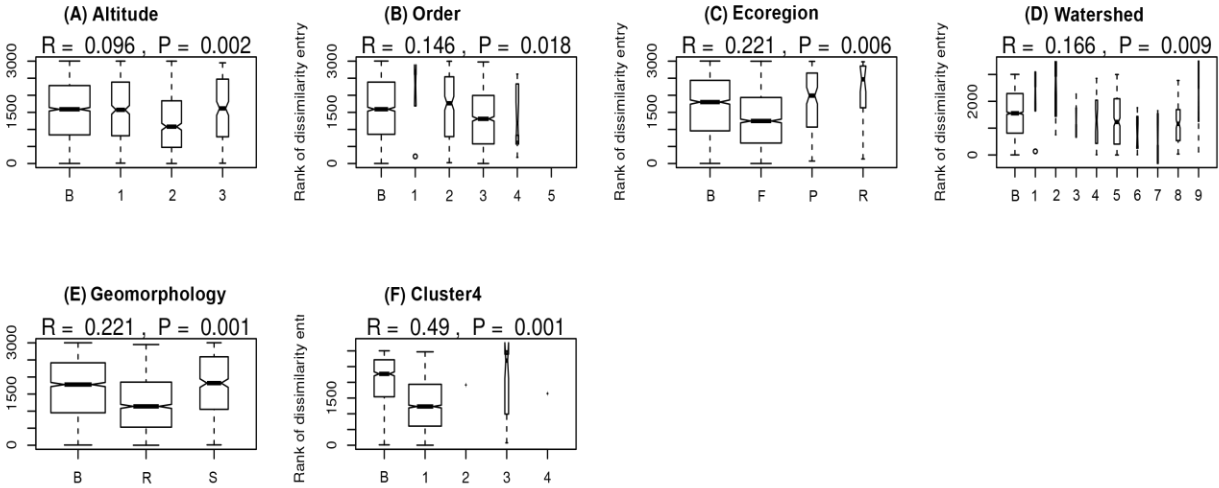 (A) Altitude
R = 0.096 , P = 0.002
0 1500 3000
B 1 2 3
(B) Order
R = 0.146 , P = 0.018
Rank of dissimilarity entry
0 1500 3000
B 1 2 3 4 5
(C) Ecoregion
R = 0.221 , P = 0.006
Rank of dissimilarity entry
0 1500 3000
B F P R
(D) Watershed
R = 0.166 , P = 0.009
Rank of dissimilarity entry
0 2000
B 1 2 3 4 5 6 7 8 9
(E) Geomorphology
R = 0.221 , P = 0.001
0 1500 3000
B R S
(F) Cluster4
R = 0.49 , P = 0.001
Rank of dissimilarity entr
0 1500
B 1 2 3 4